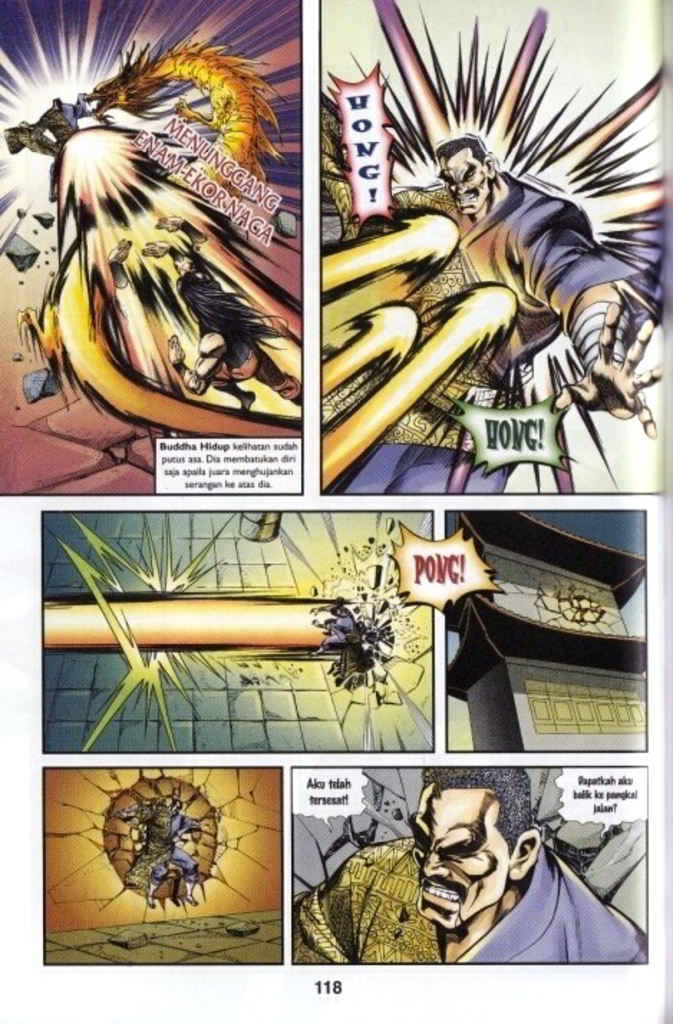 MENUNGGANG
ENAM-EKOR NAGA
Buddha Hidup kelihatan sudah
putus asa. Dia membatukan diri
saja apaila juara menghujankan
serangan ke atas dia.
HONG!
HONG!
PONG!
Aku telah
tersesat!
Dapatkah aku
balik ke pangkal
jalan?
118